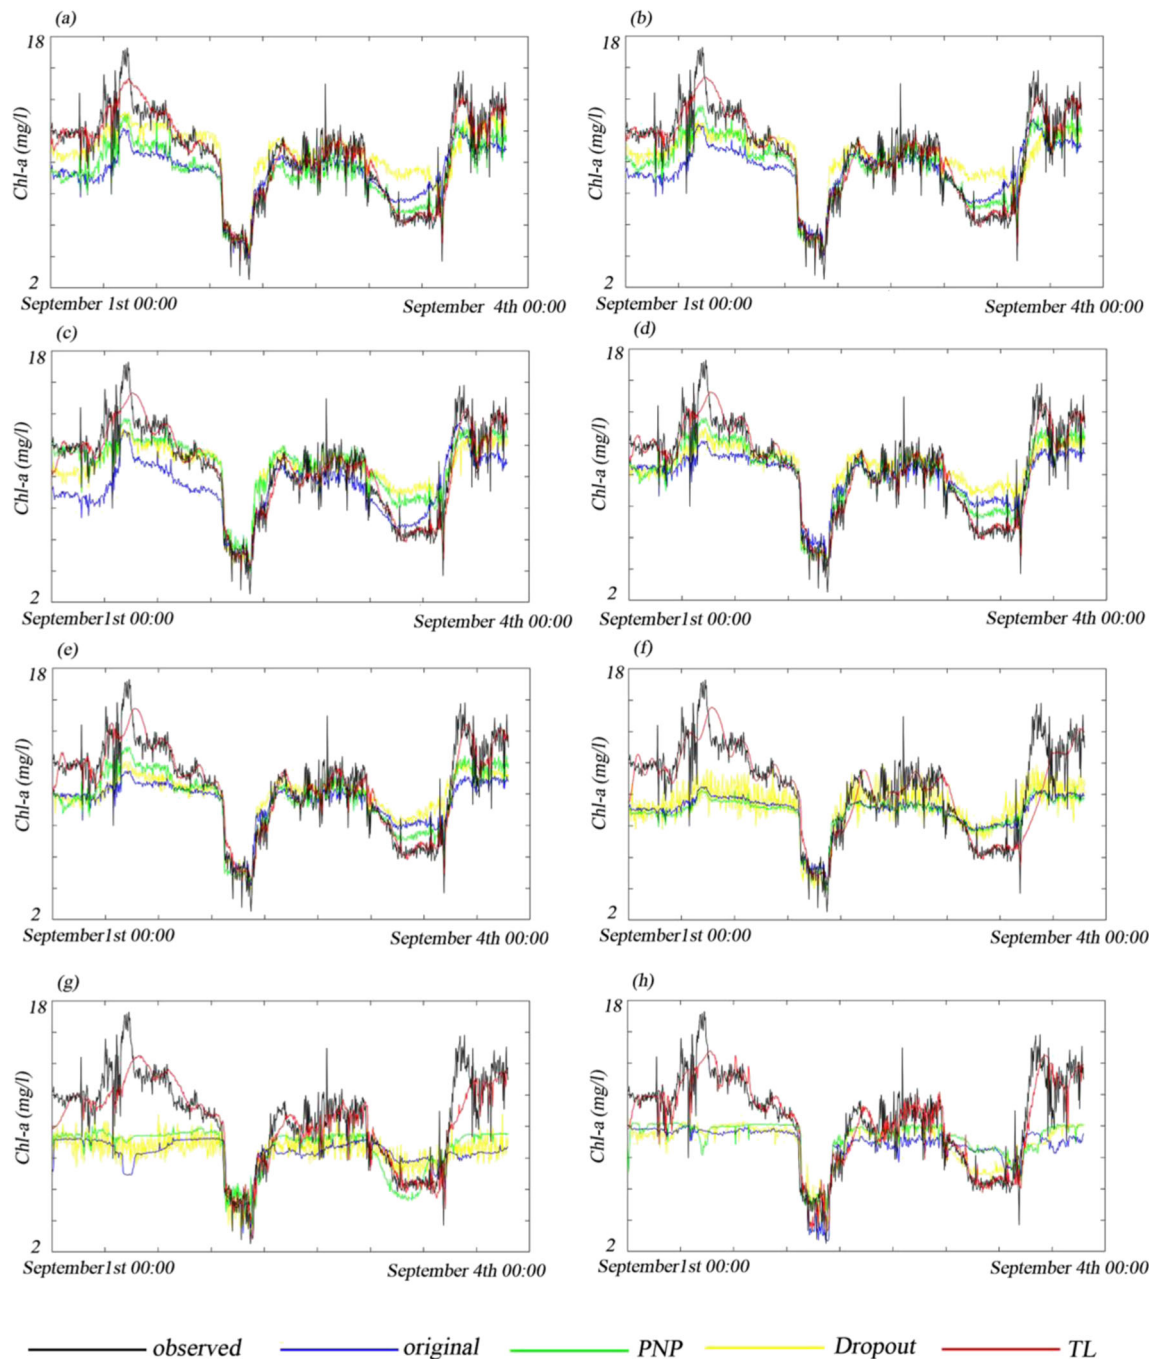 (a) (b)
18 18
Chl-a (mg/l) Chl-a (mg/l)
2 2
September 1st 00:00 September 4th 00:00 September 1st 00:00 September 4th 00:00
(c) (d)
18 18
Chl-a (mg/l) Chl-a (mg/l)
2 2
September1st 00:00 September 4th 00:00 September1st 00:00 September 4th 00:00
(e) (f)
18 18
Chl-a (mg/l) Chl-a (mg/l)
2 2
September1st 00:00 September 4th 00:00 September1st 00:00 September 4th 00:00
(g) (h)
18 18
Chl-a (mg/l) Chl-a (mg/l)
2 2
September1st 00:00 September 4th 00:00 September1st 00:00 September 4th 00:00
observed original PNP Dropout TL